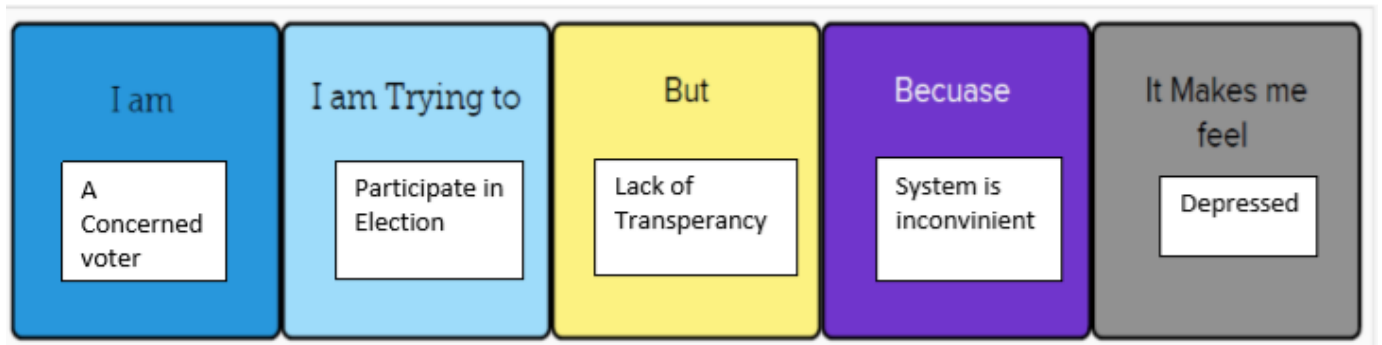 I am
A
Concerned
voter
I am Trying to
Participate in
Election
But
Lack of
Transperancy
Becuase
System is
inconvinient
It Makes me
feel
Depressed